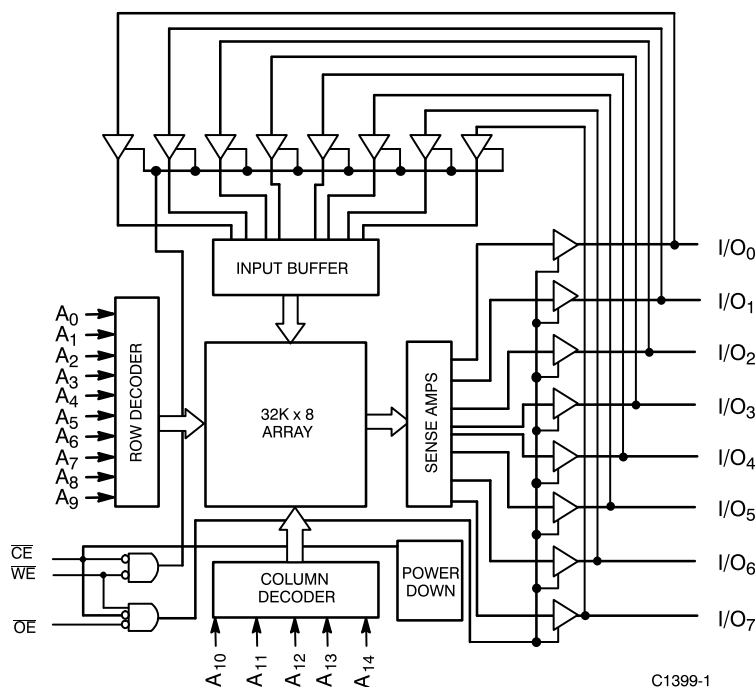 INPUT BUFFER
I/O0
I/O1
I/O2
I/O3
I/O4
I/O5
I/O6
I/O7
A0
A1
A2
A3
A4
A5
A6
A7
A8
A9
ROW DECODER
32K x 8
ARRAY
SENSE AMPS
CE
WE
OE
COLUMN
DECODER
POWER
DOWN
A10
A11
A12
A13
A14
C1399-1